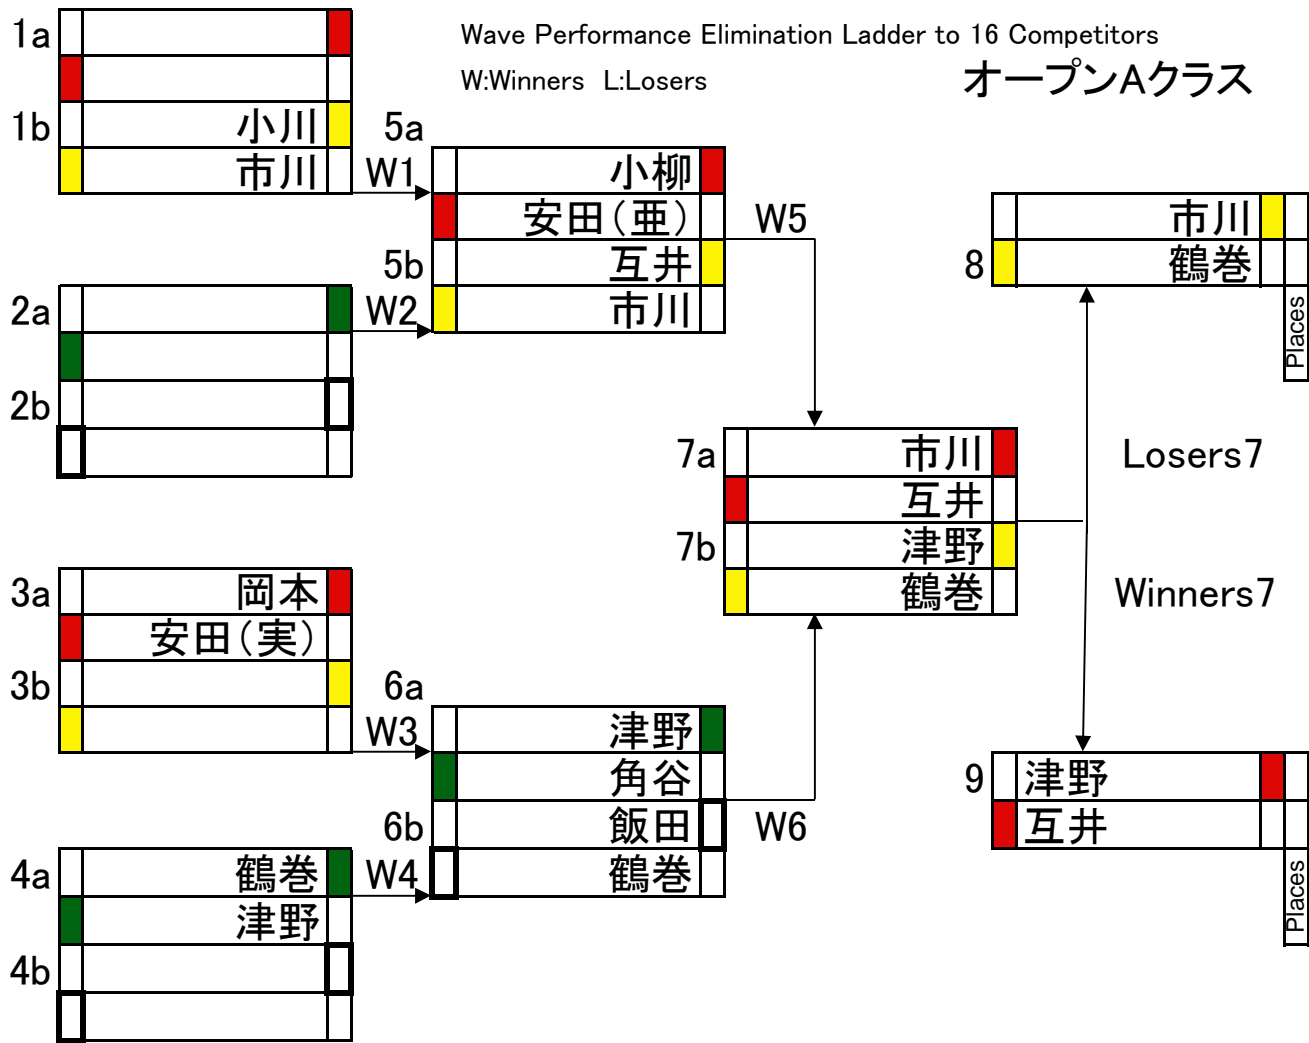 Wave Performance Elimination Ladder to 16 Competitors
W:Winners L:Losers
オープンAクラス
1a
1b
小川
市川
W1
2a
2b
W2
3a
岡本
安田(実)
3b
W3
4a
鶴巻
津野
4b
W4
5a
小柳
安田(亜)
5b
互井
市川
W5
6a
津野
角谷
6b
飯田
鶴巻
W6
7a
市川
互井
7b
津野
鶴巻
Losers7
Winners7
市川
8
鶴巻
Places
9
津野
互井
Places